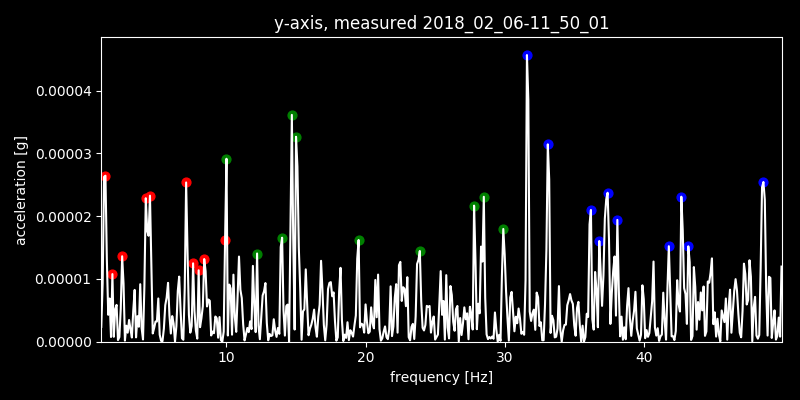 y-axis, measured 2018_02_06-11_50_01
acceleration [g]
0.00004
0.00003
0.00002
0.00001
0.00000
10 20 30 40
frequency [Hz]